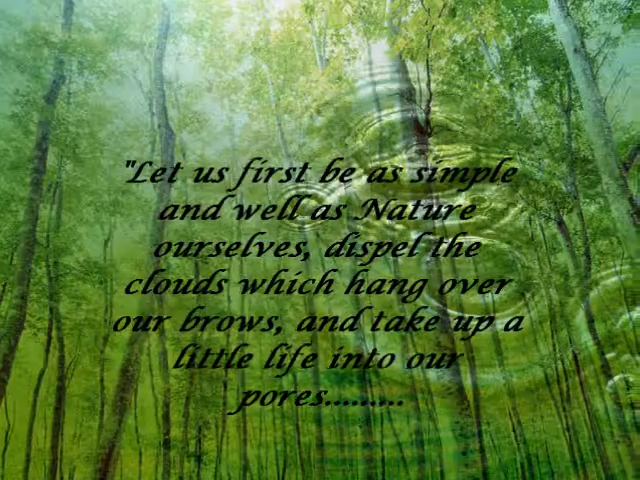 "Let us first be as simple
and well as Nature
ourselves, dispel the
clouds which hang over
our brows, and take up a
little life into our
pores.........